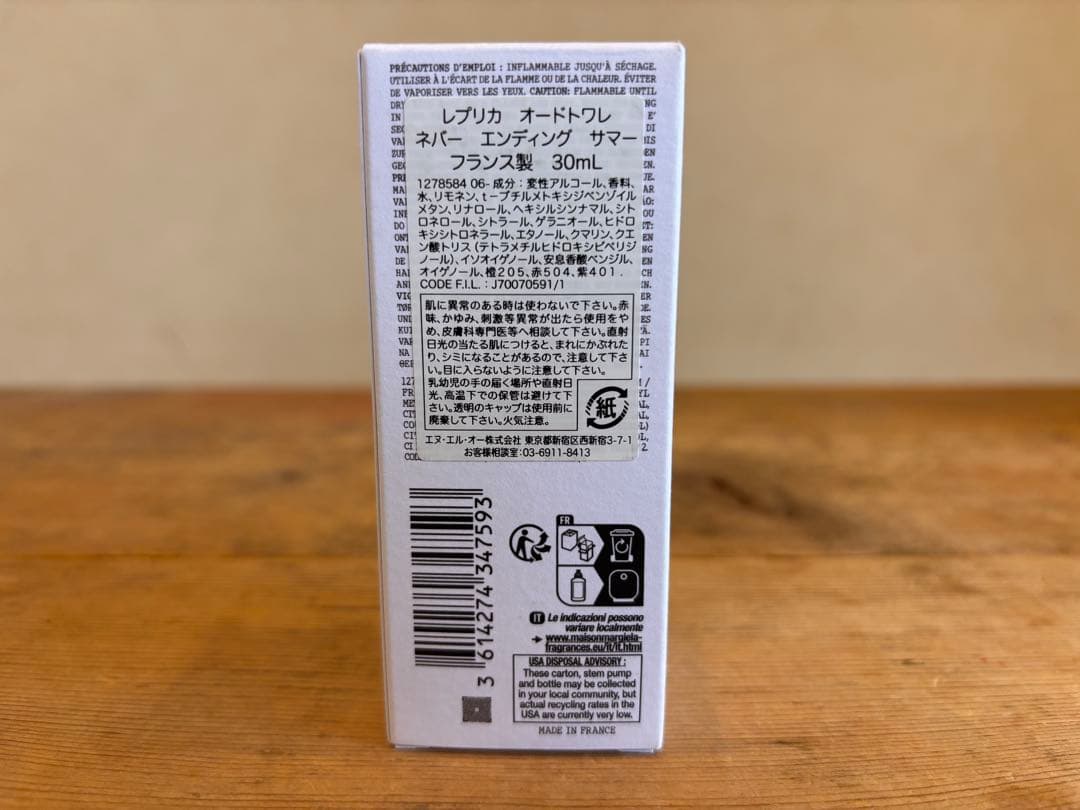 PRÉCAUTIONS D'EMPLOI : INFLAMMABLE JUSQU'À SÉCHAGE.
UTILISER À L'ÉCART DE LA FLAMME OU DE LA CHALEUR. ÉVITER
DE VAPORISER VERS LES YEUX. CAUTION: FLAMMABLE UNTIL
レプリカ オードトワレ
ネバー エンディング サマー
フランス製 30mL
1278584 06- 成分：変性アルコール、香料、
水、リモネン、t－ブチルメトキシジベンゾイル
メタン、リナロール、ヘキシルシンナマル、シト
ロネロール、シトラール、ゲラニオール、ヒドロ
キシシトロネラール、エタノール、クマリン、クエ
ン酸トリス(テトラメチルヒドロキシピペリジ
ノール)、イソオイゲノール、安息香酸ベンジル、
オイゲノール、橙205、赤504、紫401．
CODE F.I.L. : J70070591/1
肌に異常のある時は使わないで下さい。赤
味、かゆみ、刺激等異常が出たら使用をや
め、皮膚科専門医等へ相談して下さい。直射
日光の当たる肌につけると、まれにかぶれた
り、シミになることがあるので、注意して下さ
い。目に入らないように注意して下さい。
乳幼児の手の届く場所や直射日
光、高温下での保管は避けて下
さい。透明のキャップは使用前に
廃棄して下さい。火気注意。
紙
エヌ・エル・オー株式会社 東京都新宿区西新宿3-7-1
お客様相談室：03-6911-8413
3 614274 347593
FR
IT Le indicazioni possono
variare localmente
www.maisonmargiela-
fragrances.eu/it/it.html
USA DISPOSAL ADVISORY :
These carton, stem pump
and bottle may be collected
in your local community, but
actual recycling rates in the
USA are currently very low.
MADE IN FRANCE